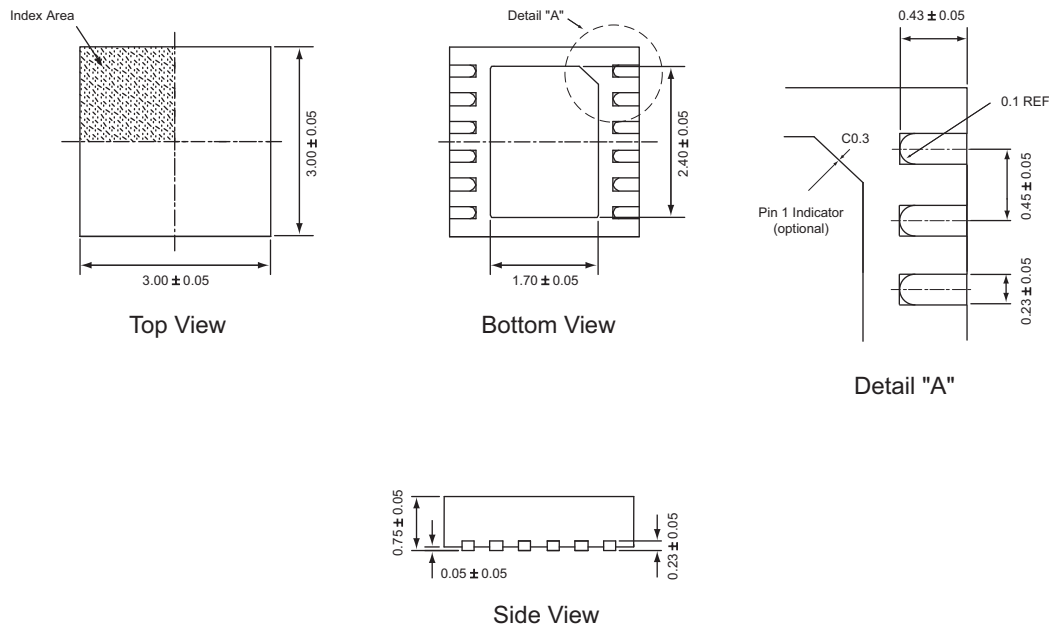 Index Area
3.00 ± 0.05
3.00 ± 0.05
Top View
Detail "A"
2.40 ± 0.05
1.70 ± 0.05
Bottom View
0.43 ± 0.05
0.1 REF
C0.3
Pin 1 Indicator
(optional)
0.45 ± 0.05
0.23 ± 0.05
Detail "A"
0.75 ± 0.05
0.05 ± 0.05
0.23 ± 0.05
Side View